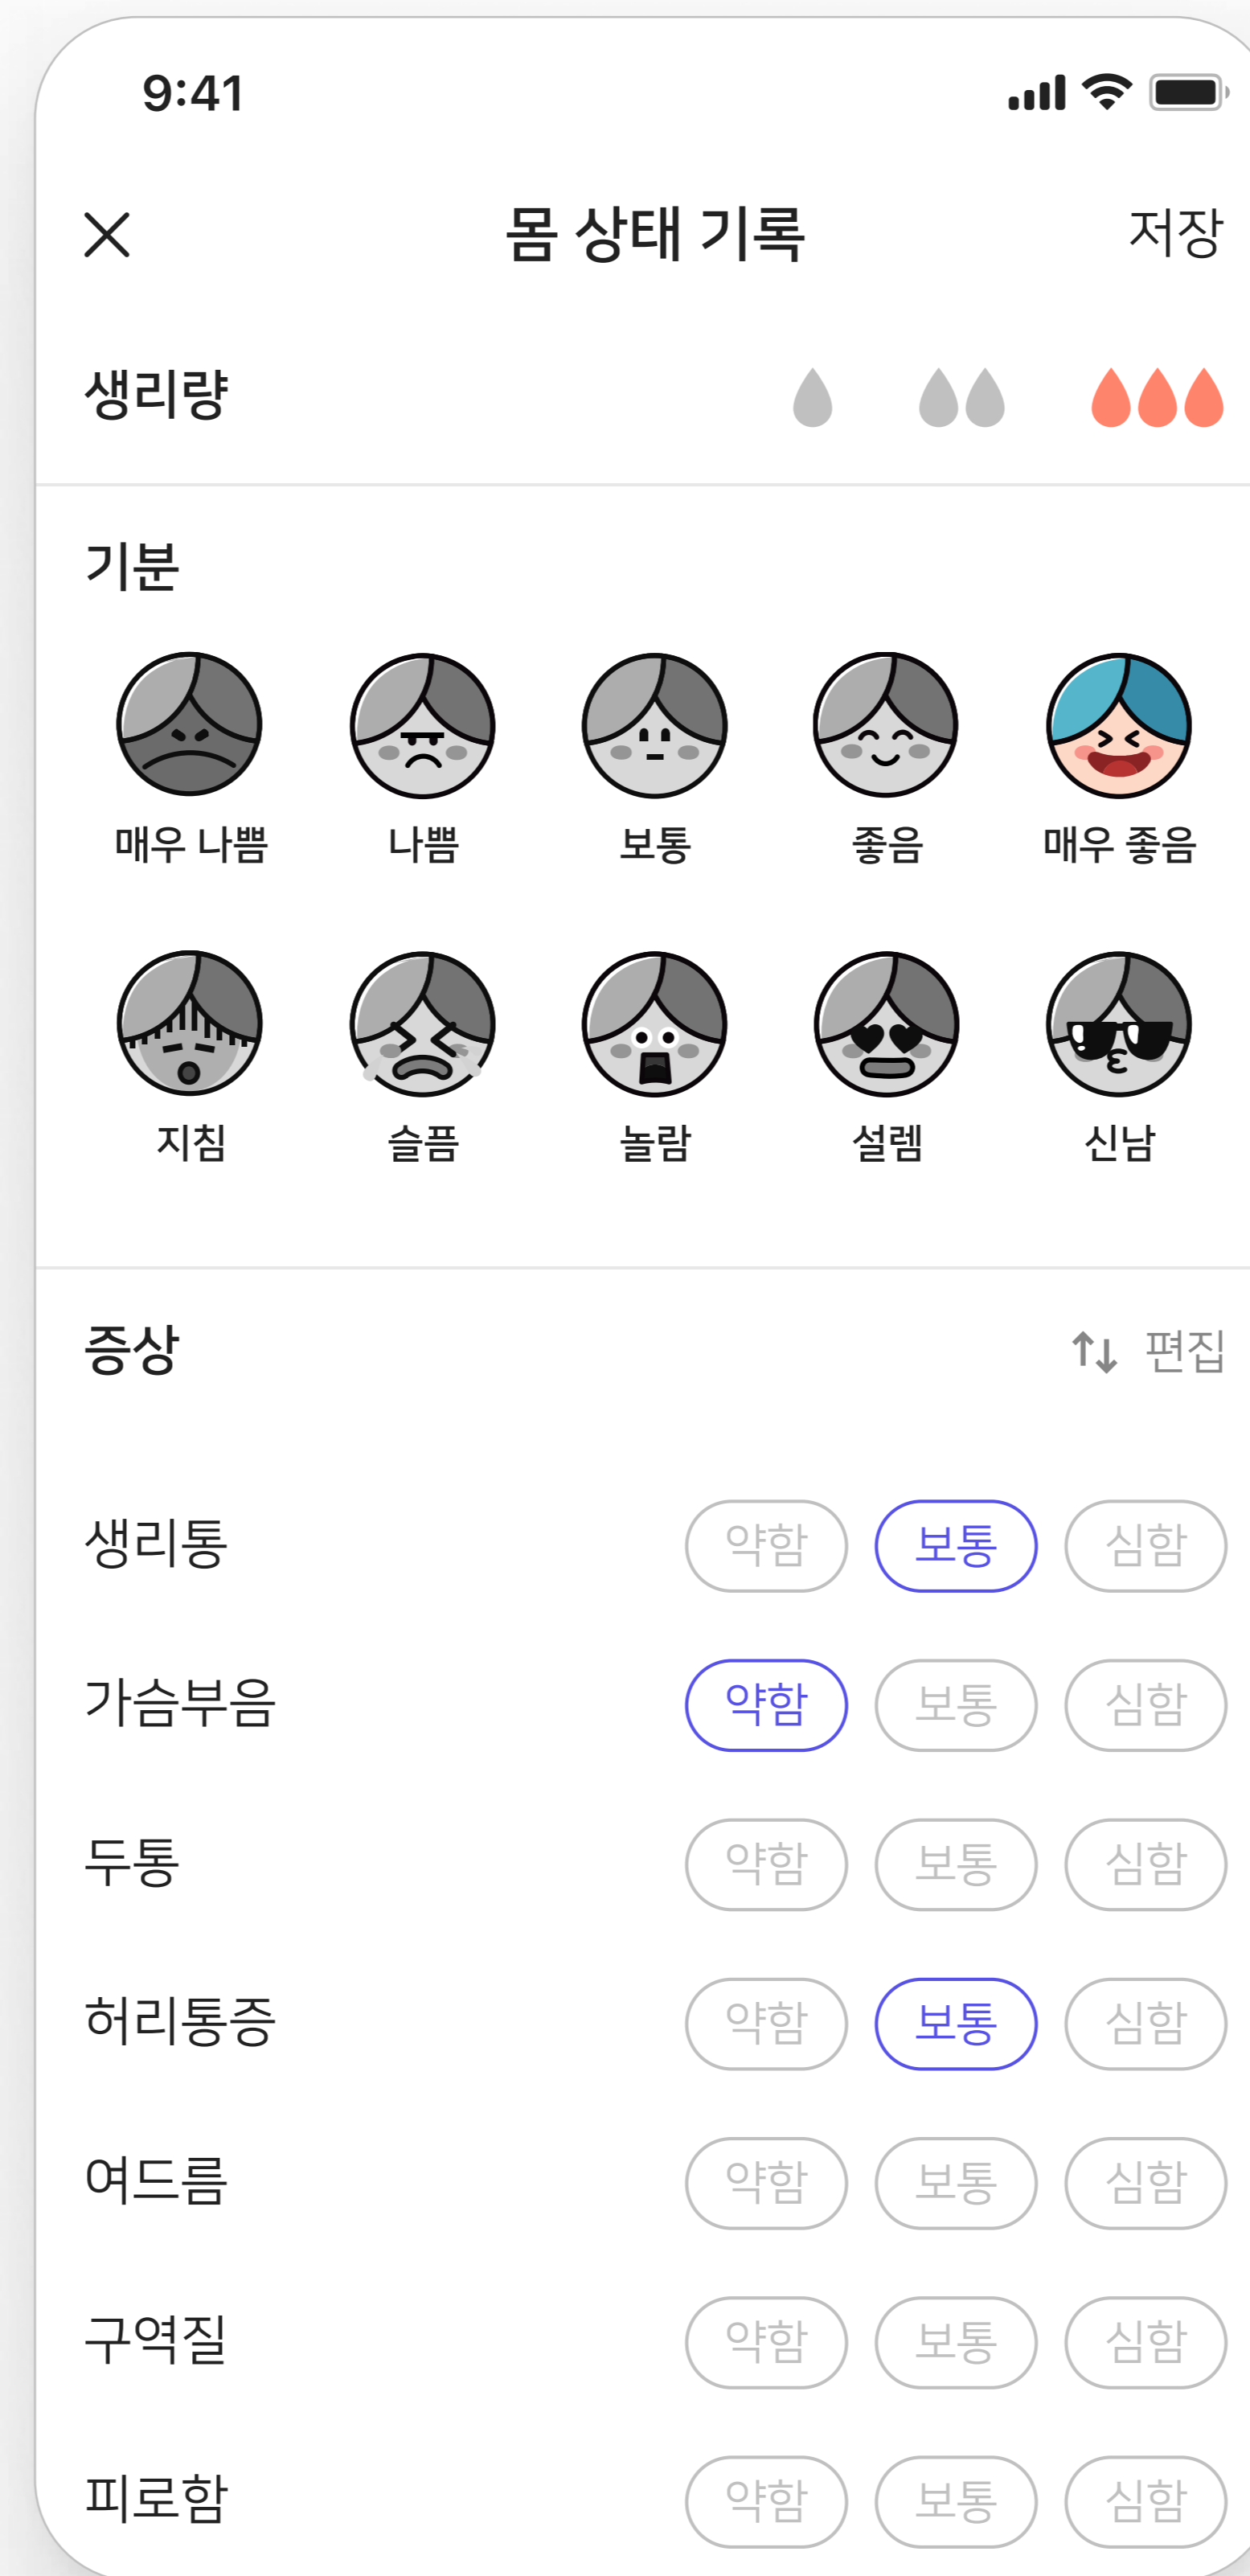 9:41
몸 상태 기록 저장
생리량
기분
매우 나쁨 나쁨 보통 좋음 매우 좋음
지침 슬픔 놀람 설렘 신남
증상 편집
생리통 약함 보통 심함
가슴부음 약함 보통 심함
두통 약함 보통 심함
허리통증 약함 보통 심함
여드름 약함 보통 심함
구역질 약함 보통 심함
피로함 약함 보통 심함